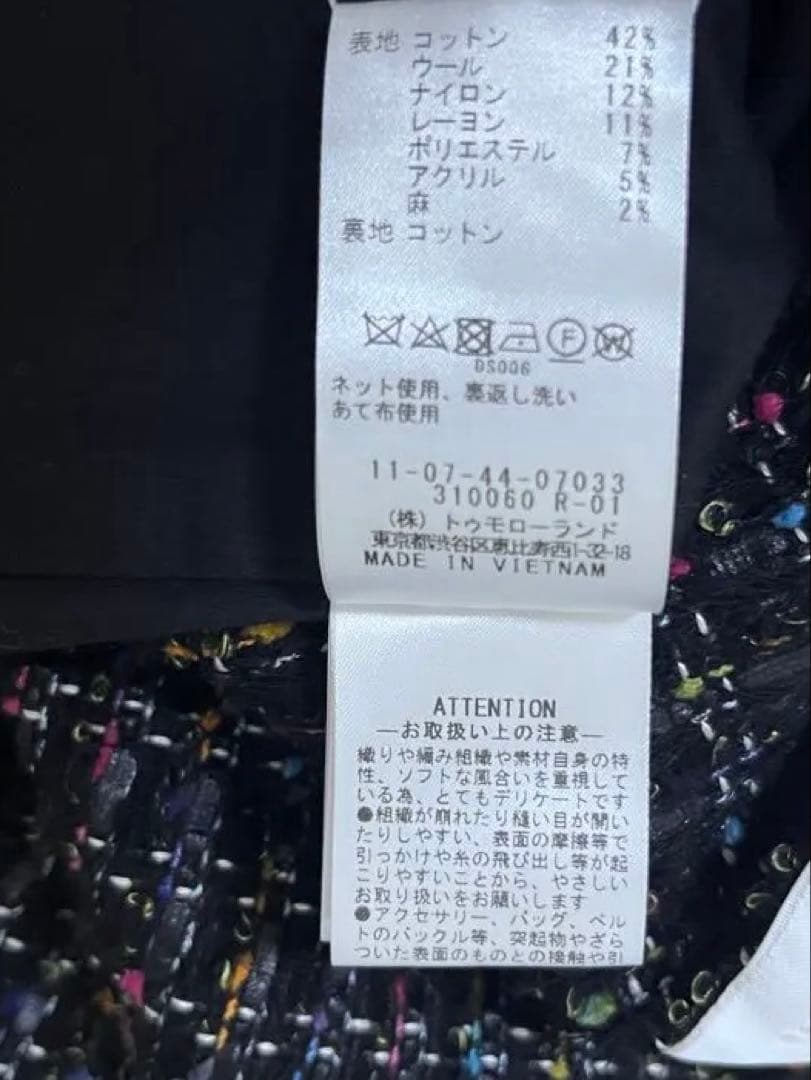 表地 コットン 42%
ウール 21%
ナイロン 12%
レーヨン 11%
ポリエステル 7%
アクリル 5%
麻 2%
裏地 コットン
F W
DS006
ネット使用、裏返し洗い
あて布使用
11-07-44-07033
310060 R-01
(株) トゥモローランド
東京都渋谷区恵比寿西1-32-18
MADE IN VIETNAM
ATTENTION
—お取扱い上の注意—
織りや編み組織や素材自身の特
性、ソフトな風合いを重視して
いる為、とてもデリケートです
●組織が崩れたり縫い目が開い
たりしやすい、表面の摩擦等で
引っかけや糸の飛び出し等が起
こりやすいことから、やさしい
お取り扱いをお願いします
●アクセサリー、バッグ、ベル
トのバックル等、突起物やざら
ついた表面のものとの接触や引